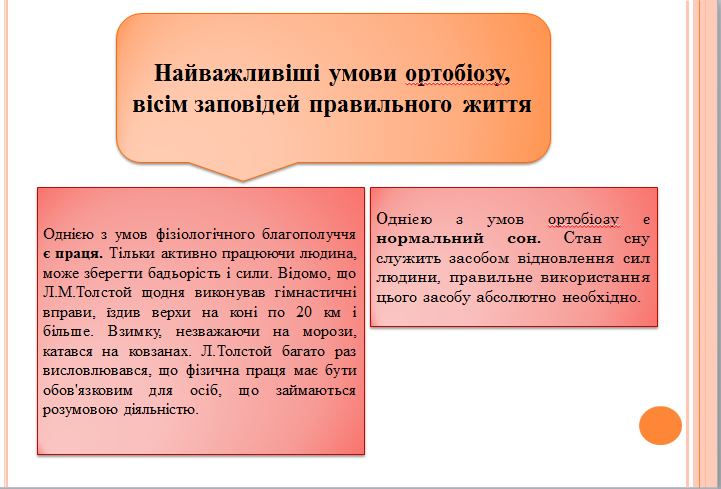 Найважливіші умови ортобіозу,
вісім заповідей правильного життя
Однією з умов фізіологічного благополуччя
є праця. Тільки активно працюючи людина,
може зберегти бадьорість і сили. Відомо, що
Л.М.Толстой щодня виконував гімнастичні
вправи, їздив верхи на коні по 20 км і
більше. Взимку, незважаючи на морози,
катався на ковзанах. Л.Толстой багато раз
висловлювався, що фізична праця має бути
обов'язковим для осіб, що займаються
розумовою діяльністю.
Однією з умов ортобіозу є
нормальний сон. Стан сну
служить засобом відновлення сил
людини, правильне використання
цього засобу абсолютно необхідно.